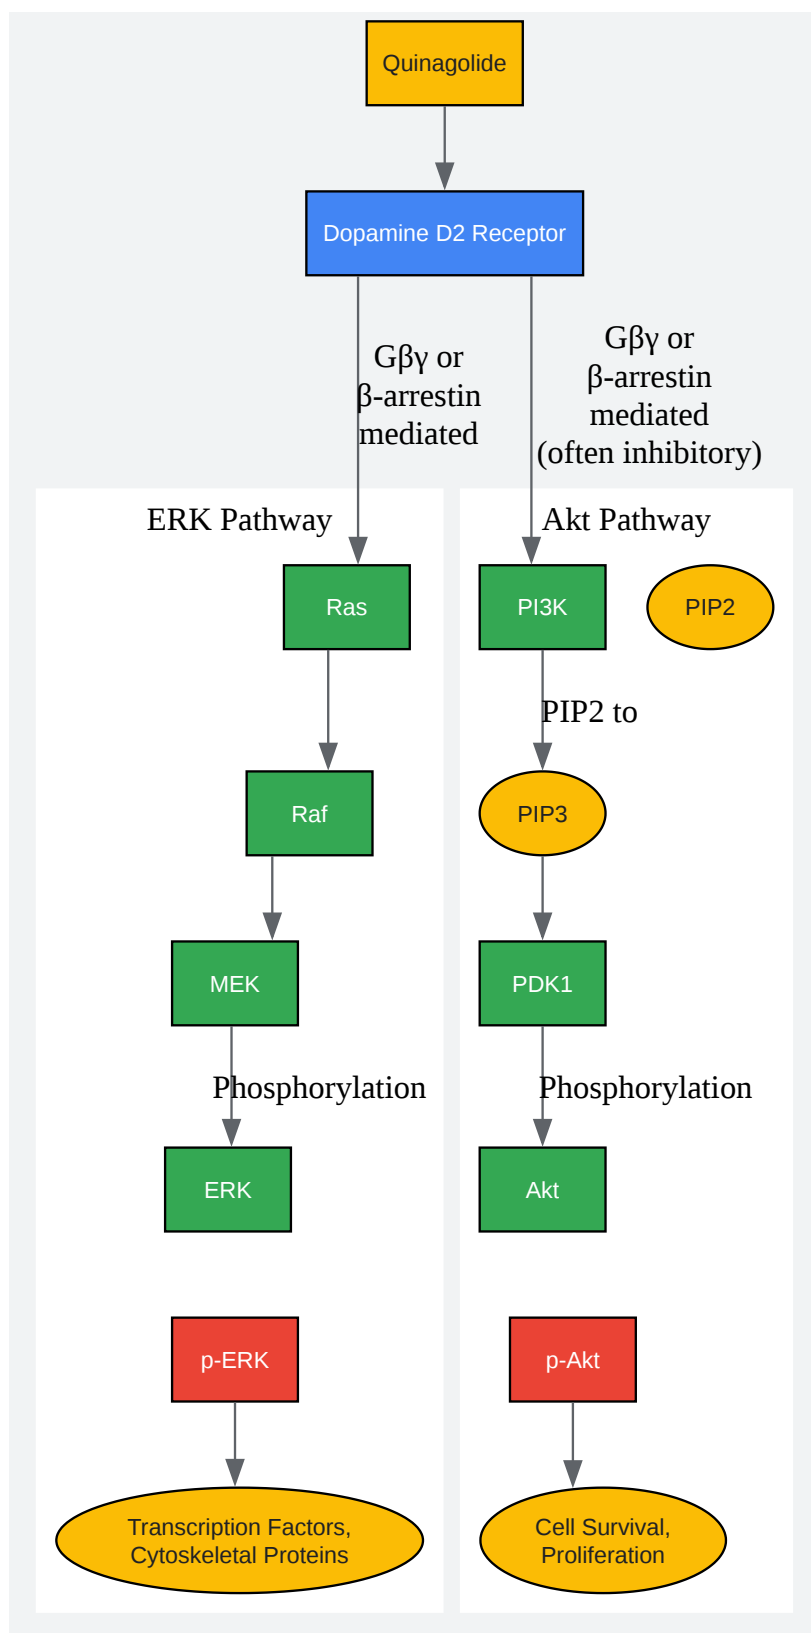 Quinagolide
Dopamine D2 Receptor
Gβγ or
β-arrestin
mediated
Gβγ or
β-arrestin
mediated
(often inhibitory)
ERK Pathway
Akt Pathway
Ras
PI3K
PIP2
PIP2 to
Raf
PIP3
MEK
PDK1
Phosphorylation
Phosphorylation
ERK
Akt
p-ERK
p-Akt
Transcription Factors,
Cytoskeletal Proteins
Cell Survival,
Proliferation